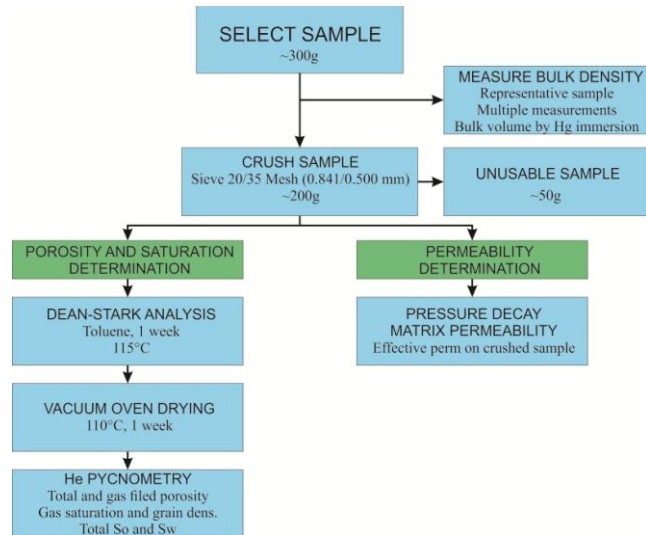 SELECT SAMPLE
~300g
MEASURE BULK DENSITY
Representative sample
Multiple measurements
Bulk volume by Hg immersion
CRUSH SAMPLE
Sieve 20/35 Mesh (0.841/0.500 mm)
~200g
UNUSABLE SAMPLE
~50g
POROSITY AND SATURATION
DETERMINATION
PERMEABILITY
DETERMINATION
DEAN-STARK ANALYSIS
Toluene, 1 week
115°C
PRESSURE DECAY
MATRIX PERMEABILITY
Effective perm on crushed sample
VACUUM OVEN DRYING
110°C, 1 week
He PYCNOMETRY
Total and gas filed porosity
Gas saturation and grain dens.
Total So and Sw